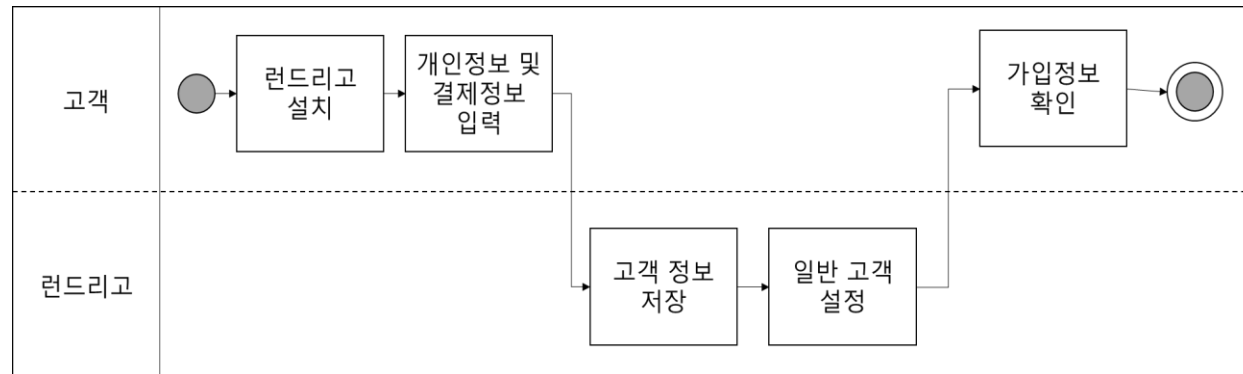 고객
런드리고
설치
개인정보 및
결제정보
입력
가입정보
확인
런드리고
고객 정보
저장
일반 고객
설정